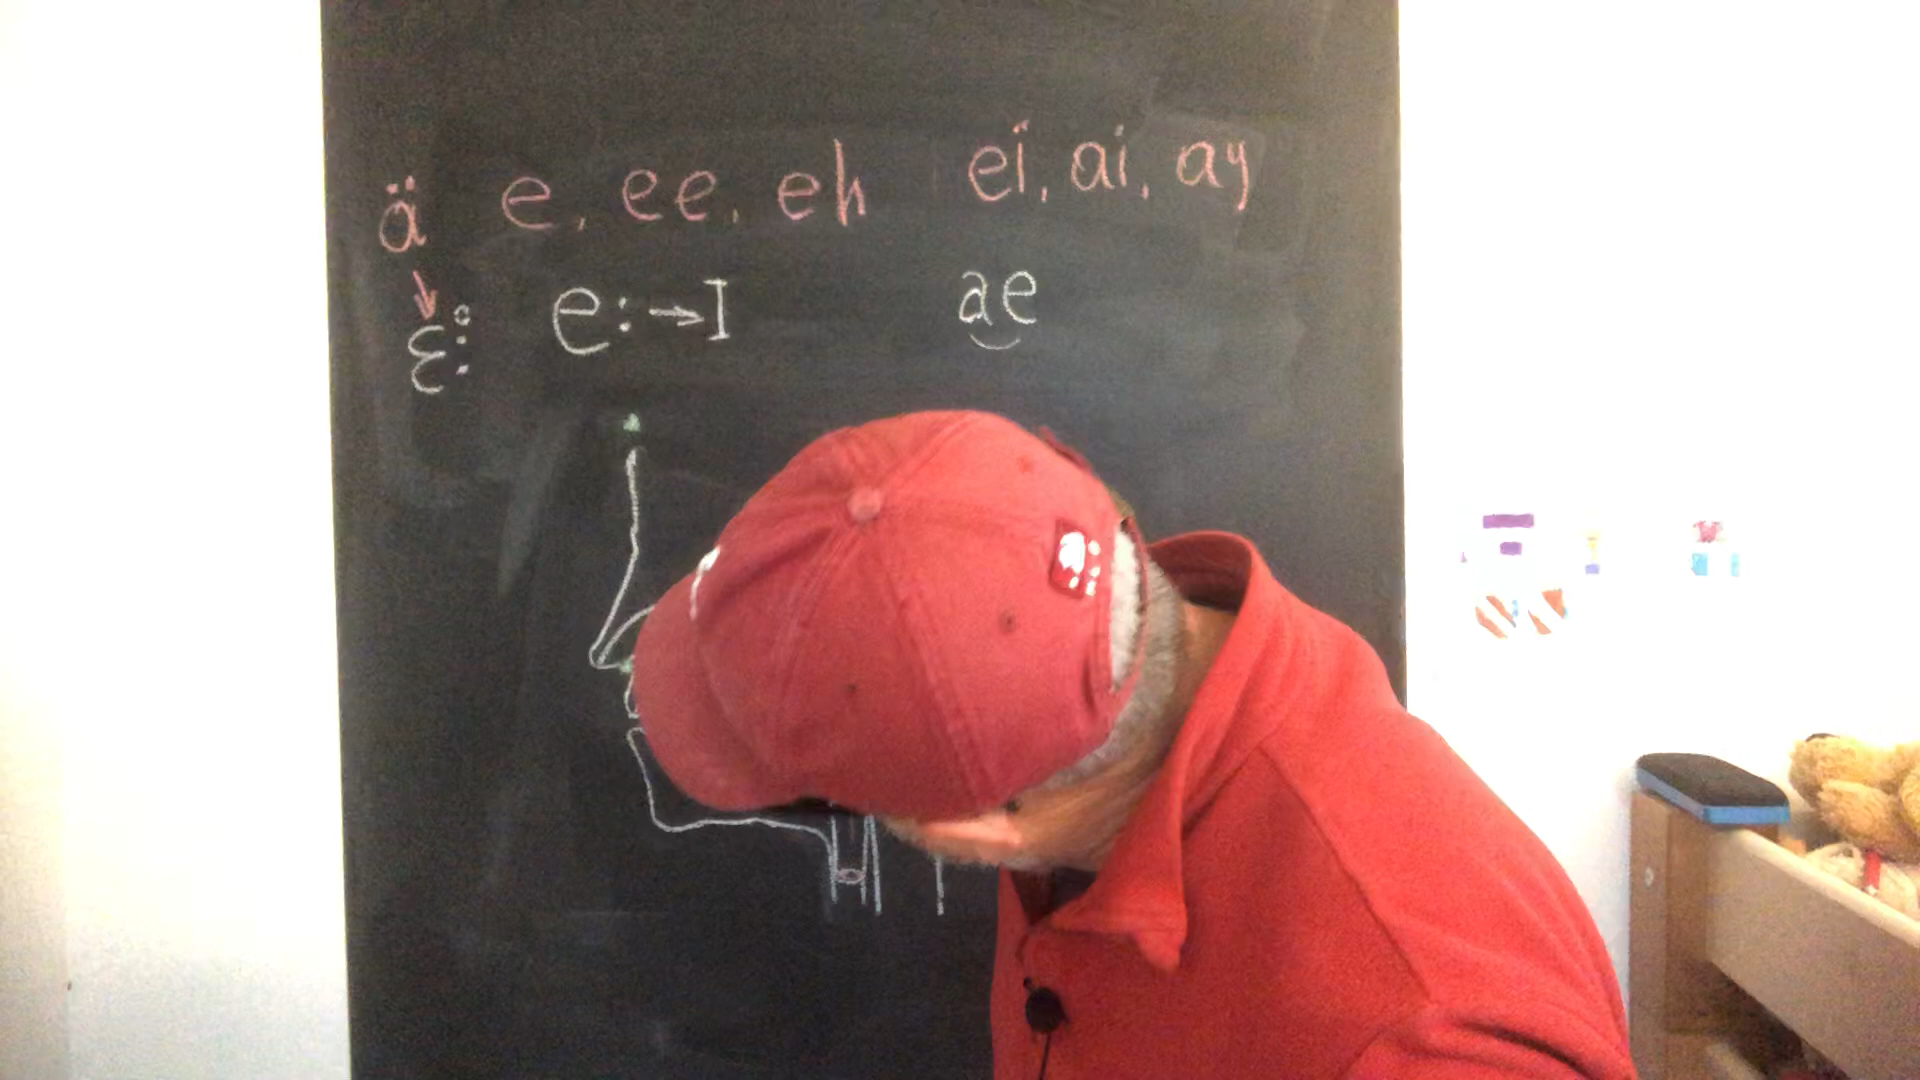 ä e, ee, eh ei, ai, ay
ɛ: e:→I ae